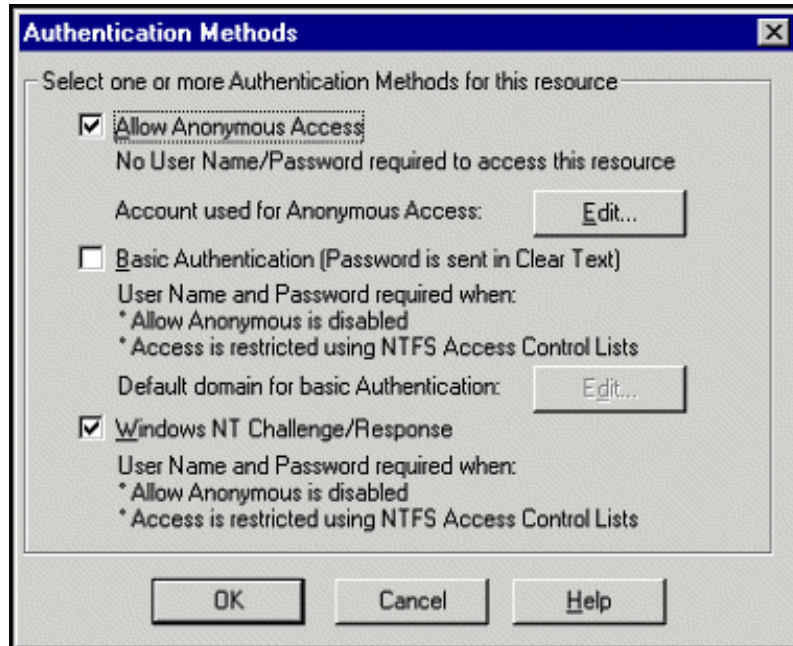 Authentication Methods
Select one or more Authentication Methods for this resource
Allow Anonymous Access
No User Name/Password required to access this resource
Account used for Anonymous Access:
Edit...
Basic Authentication (Password is sent in Clear Text)
User Name and Password required when:
* Allow Anonymous is disabled
* Access is restricted using NTFS Access Control Lists
Default domain for basic Authentication:
Edit...
Windows NT Challenge/Response
User Name and Password required when:
* Allow Anonymous is disabled
* Access is restricted using NTFS Access Control Lists
OK
Cancel
Help